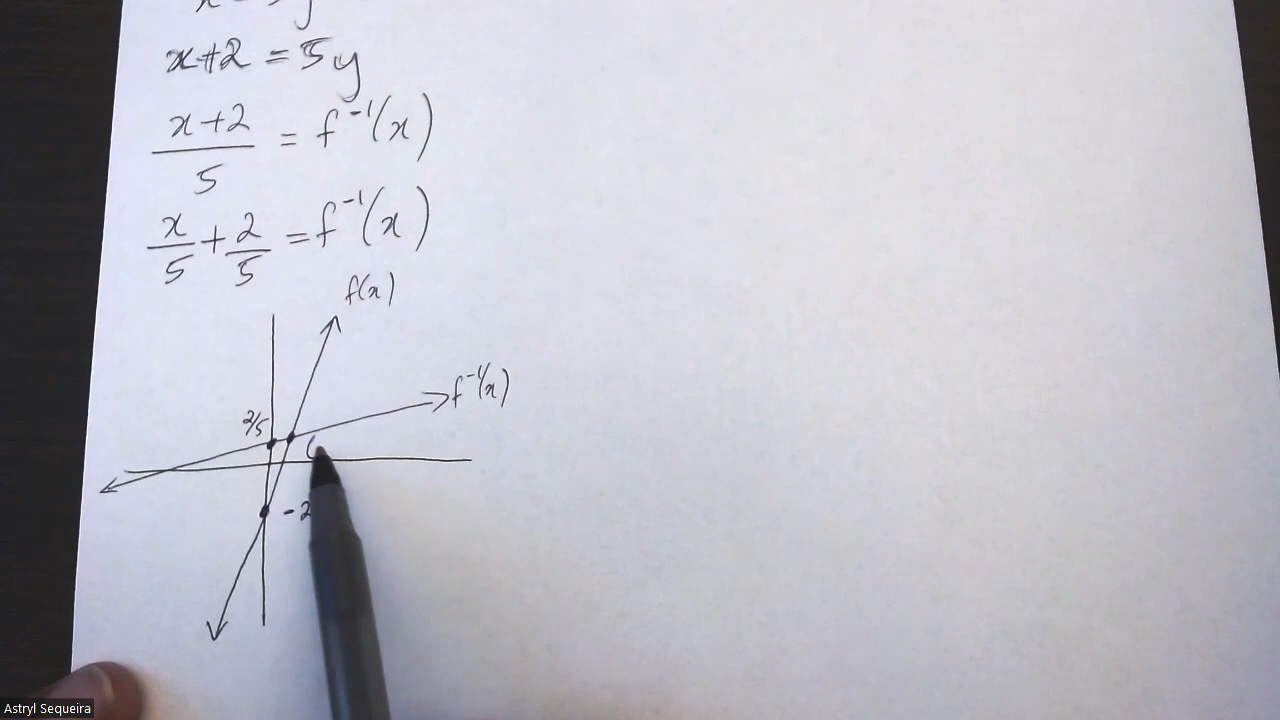 x+2 = 5y
x+2/5 = f⁻¹(x)
x/5 + 2/5 = f⁻¹(x)
f(x)
f⁻¹(x)
2/5
(
-2
Astryl Sequeira